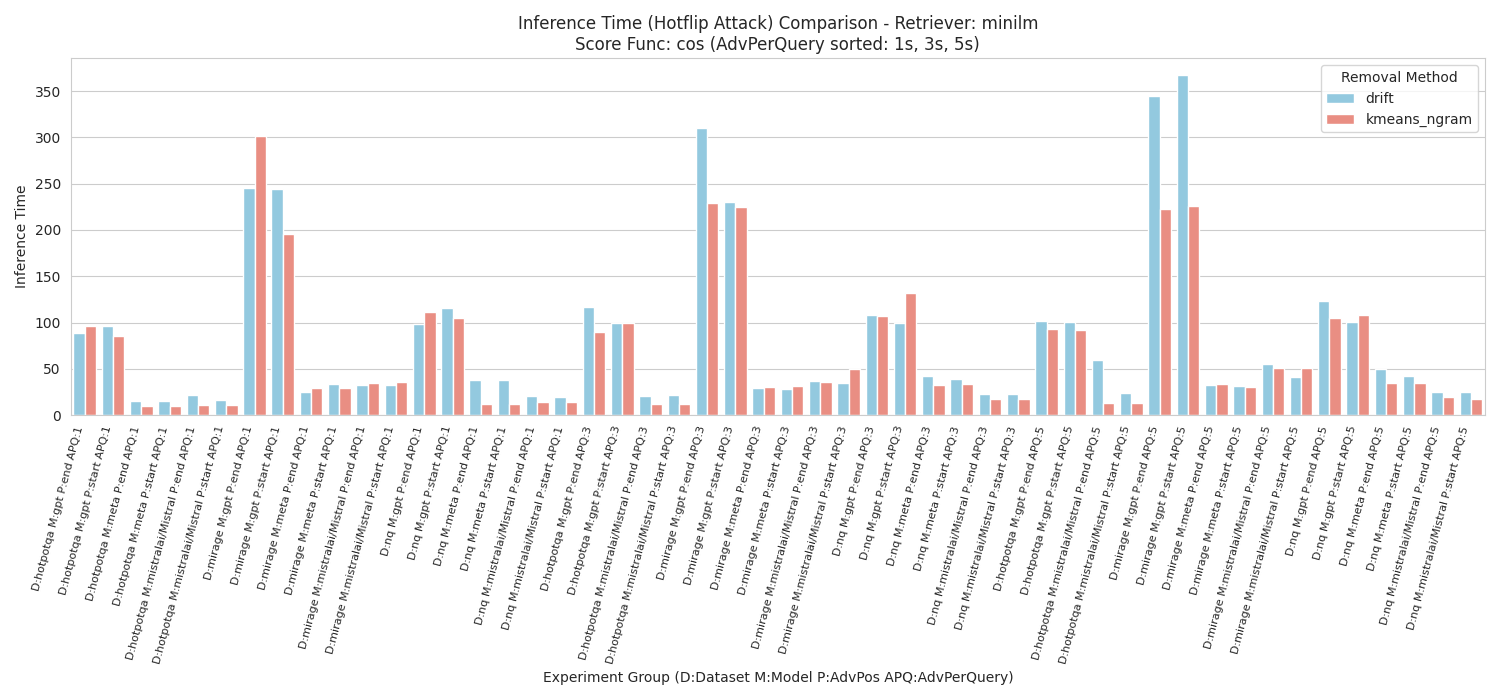 Inference Time (Hotflip Attack) Comparison - Retriever: minilm
Score Func: cos (AdvPerQuery sorted: 1s, 3s, 5s)
Removal Method
drift
kmeans_ngram
Inference Time
350
300
250
200
150
100
50
0
D:hotpotqa M:gpt P:end APQ:1
D:hotpotqa M:gpt P:start APQ:1
D:hotpotqa M:meta P:end APQ:1
D:hotpotqa M:meta P:start APQ:1
D:hotpotqa M:mistralai/Mistral P:end APQ:1
D:hotpotqa M:mistralai/Mistral P:start APQ:1
D:mirage M:gpt P:end APQ:1
D:mirage M:gpt P:start APQ:1
D:mirage M:meta P:end APQ:1
D:mirage M:meta P:start APQ:1
D:mirage M:mistralai/Mistral P:end APQ:1
D:mirage M:mistralai/Mistral P:start APQ:1
D:nq M:gpt P:end APQ:1
D:nq M:gpt P:start APQ:1
D:nq M:meta P:end APQ:1
D:nq M:meta P:start APQ:1
D:nq M:mistralai/Mistral P:end APQ:1
D:nq M:mistralai/Mistral P:start APQ:1
D:hotpotqa M:gpt P:end APQ:3
D:hotpotqa M:gpt P:start APQ:3
D:hotpotqa M:mistralai/Mistral P:end APQ:3
D:hotpotqa M:mistralai/Mistral P:start APQ:3
D:mirage M:gpt P:end APQ:3
D:mirage M:gpt P:start APQ:3
D:mirage M:meta P:end APQ:3
D:mirage M:meta P:start APQ:3
D:mirage M:mistralai/Mistral P:end APQ:3
D:mirage M:mistralai/Mistral P:start APQ:3
D:nq M:gpt P:end APQ:3
D:nq M:gpt P:start APQ:3
D:nq M:meta P:end APQ:3
D:nq M:meta P:start APQ:3
D:nq M:mistralai/Mistral P:end APQ:3
D:nq M:mistralai/Mistral P:start APQ:3
D:hotpotqa M:gpt P:end APQ:5
D:hotpotqa M:gpt P:start APQ:5
D:hotpotqa M:mistralai/Mistral P:end APQ:5
D:hotpotqa M:mistralai/Mistral P:start APQ:5
D:mirage M:gpt P:end APQ:5
D:mirage M:gpt P:start APQ:5
D:mirage M:meta P:end APQ:5
D:mirage M:meta P:start APQ:5
D:mirage M:mistralai/Mistral P:end APQ:5
D:mirage M:mistralai/Mistral P:start APQ:5
D:nq M:gpt P:end APQ:5
D:nq M:gpt P:start APQ:5
D:nq M:meta P:end APQ:5
D:nq M:meta P:start APQ:5
D:nq M:mistralai/Mistral P:end APQ:5
D:nq M:mistralai/Mistral P:start APQ:5
Experiment Group (D:Dataset M:Model P:AdvPos APQ:AdvPerQuery)